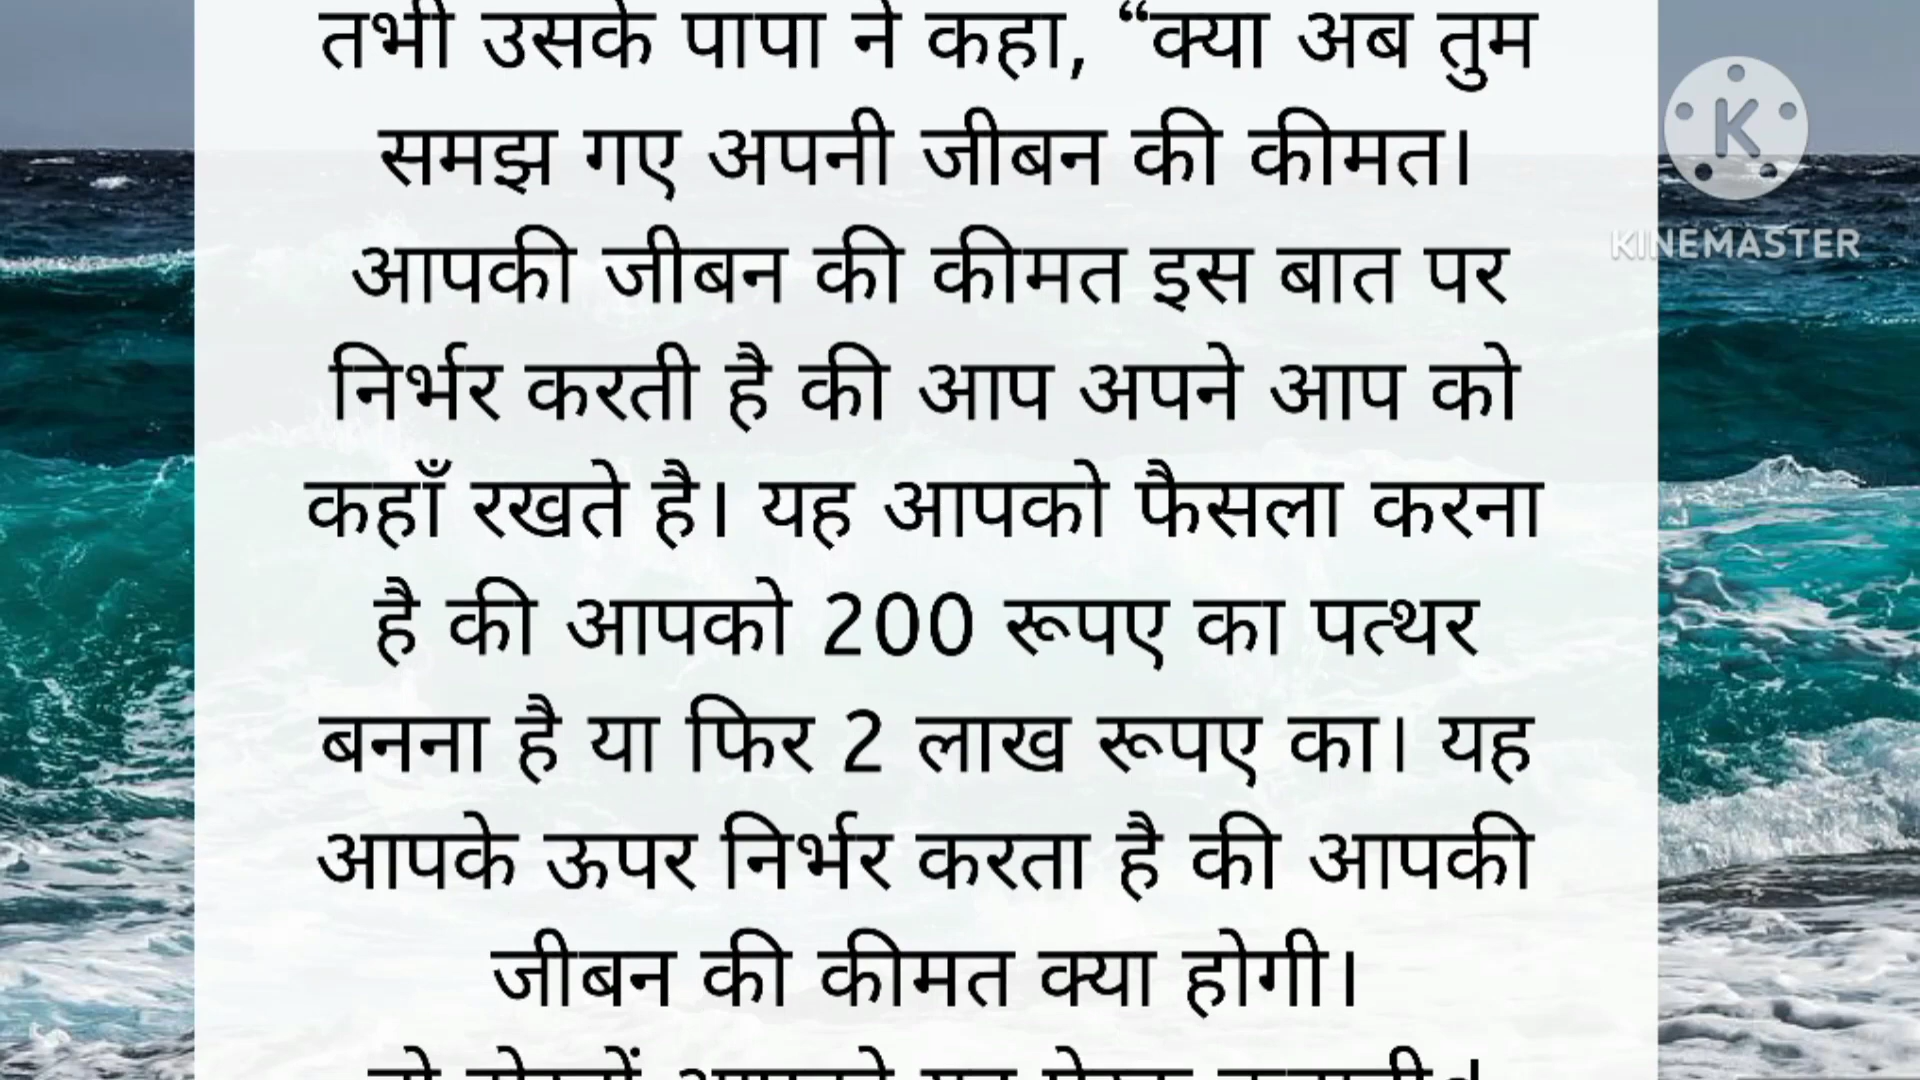 तभी उसके पापा ने कहा, “क्या अब तुम
समझ गए अपनी जीबन की कीमत।
आपकी जीबन की कीमत इस बात पर
निर्भर करती है की आप अपने आप को
कहाँ रखते है। यह आपको फैसला करना
है की आपको 200 रूपए का पत्थर
बनना है या फिर 2 लाख रूपए का। यह
आपके ऊपर निर्भर करता है की आपकी
जीबन की कीमत क्या होगी।
K
KINEMASTER